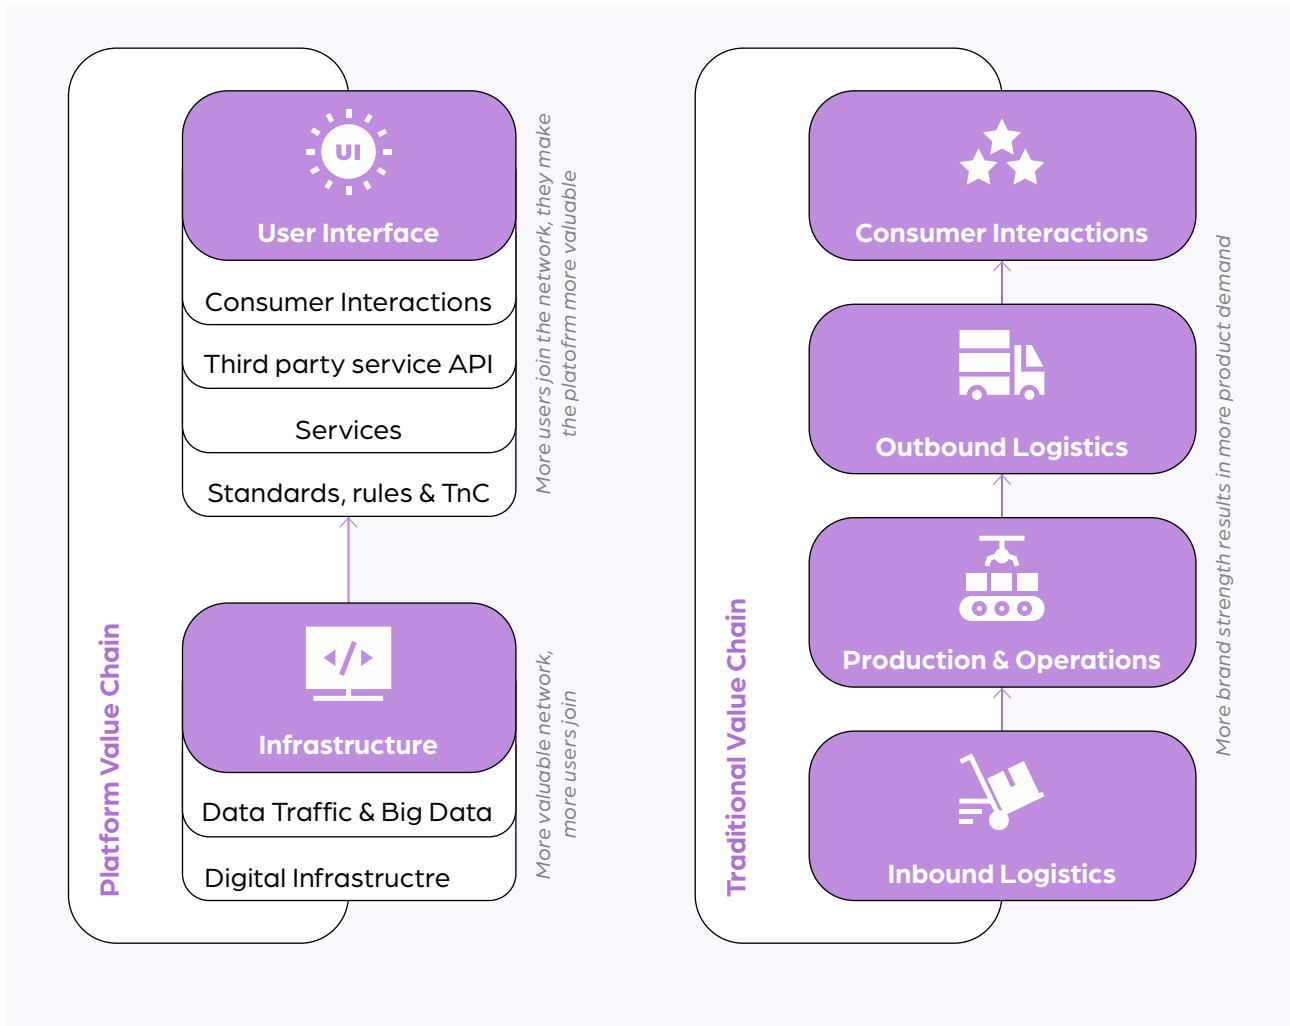 UI
User Interface
Consumer Interactions
Third party service API
Services
Standards, rules & TnC
More users join the network, they make
the platofrm more valuable
Infrastructure
Data Traffic & Big Data
Digital Infrastructre
More valuable network,
more users join
Platform Value Chain
Consumer Interactions
Outbound Logistics
Production & Operations
Inbound Logistics
More brand strength results in more product demand
Traditional Value Chain